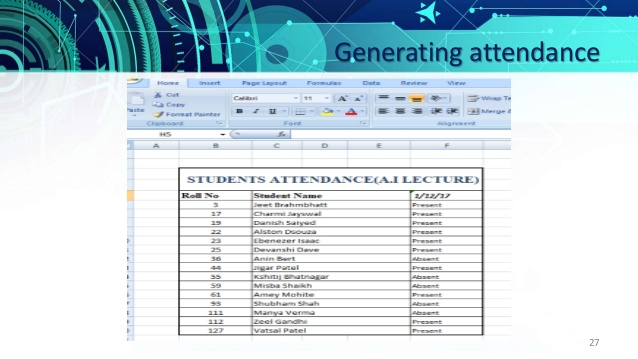 Generating attendance
Home Insert Page Layout Formulas Data Review View
Cut
Copy
Format Painter
Paste
Calibri 11
B I U
Wrap Te
Merge &
Clipboard Font Alignment
H5 fx
A B C D E F
STUDENTS ATTENDANCE(A.I LECTURE)
Roll No Student Name 1/12/17
3 Jeet Brahmbhatt Present
17 Charmi Jayswal Present
19 Danish Saiyed Present
22 Alston Dsouza Present
23 Ebenezer Isaac Present
25 Devanshi Dave Present
36 Anin Bert Absent
44 Jigar Patel Present
55 Kshitij Bhatnagar Absent
59 Misba Shaikh Absent
61 Amey Mohite Present
93 Shubham Shah Absent
111 Manya Verma Absent
112 Zeel Gandhi Present
127 Vatsal Patel Present
27